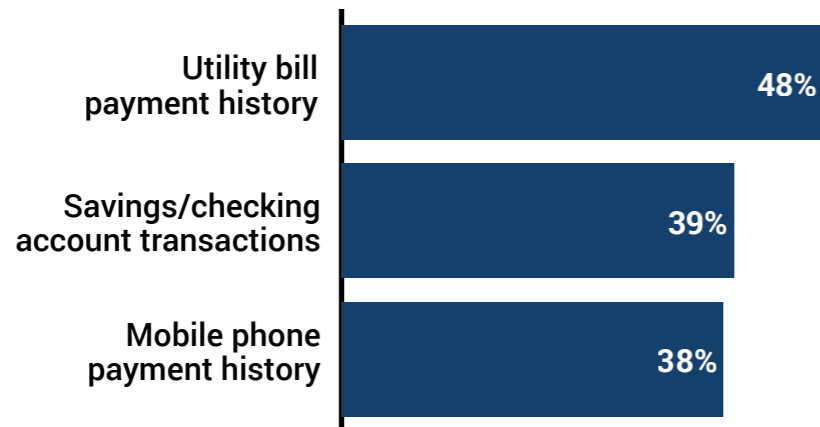 Utility bill
payment history
48%
Savings/checking
account transactions
39%
Mobile phone
payment history
38%